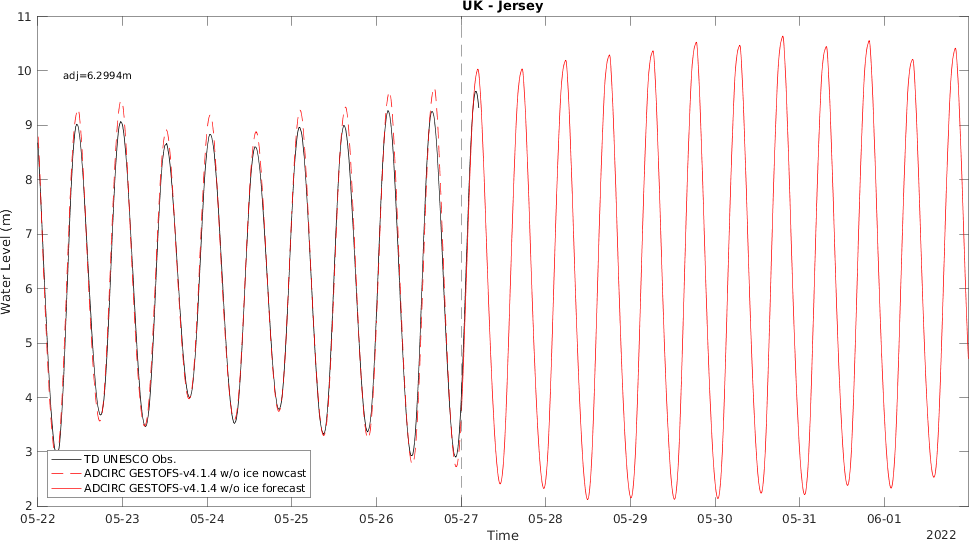 UK - Jersey
11
10
9
8
7
6
5
4
3
2
Water Level (m)
adj=6.2994m
TD UNESCO Obs.
ADCIRC GESTOFS-v4.1.4 w/o ice nowcast
ADCIRC GESTOFS-v4.1.4 w/o ice forecast
05-22 05-23 05-24 05-25 05-26 05-27 05-28 05-29 05-30 05-31 06-01
Time
2022